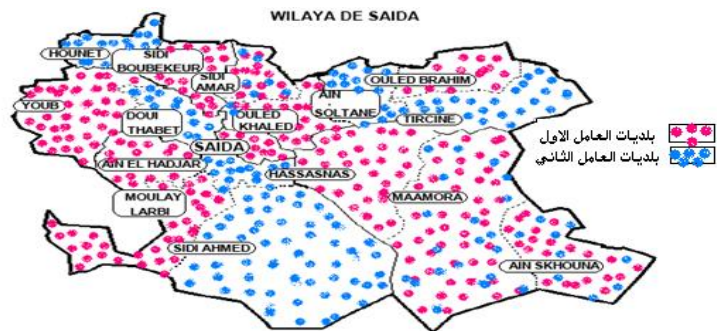 WILAYA DE SAIDA
HOUNET
SIDI
BOUBEKEUR
SIDI
AMAR
OULED BRAHIM
YOUB
AIN
SOLTANE
DOUI
THABET
OULED
KHALED
TIRCINE
SAIDA
AIN EL HADJAR
HASSASNAS
MOULAY
LARBI
MAAMORA
SIDI AHMED
AIN SKHOUNA
بلديات العامل الاول
بلديات العامل الثاني